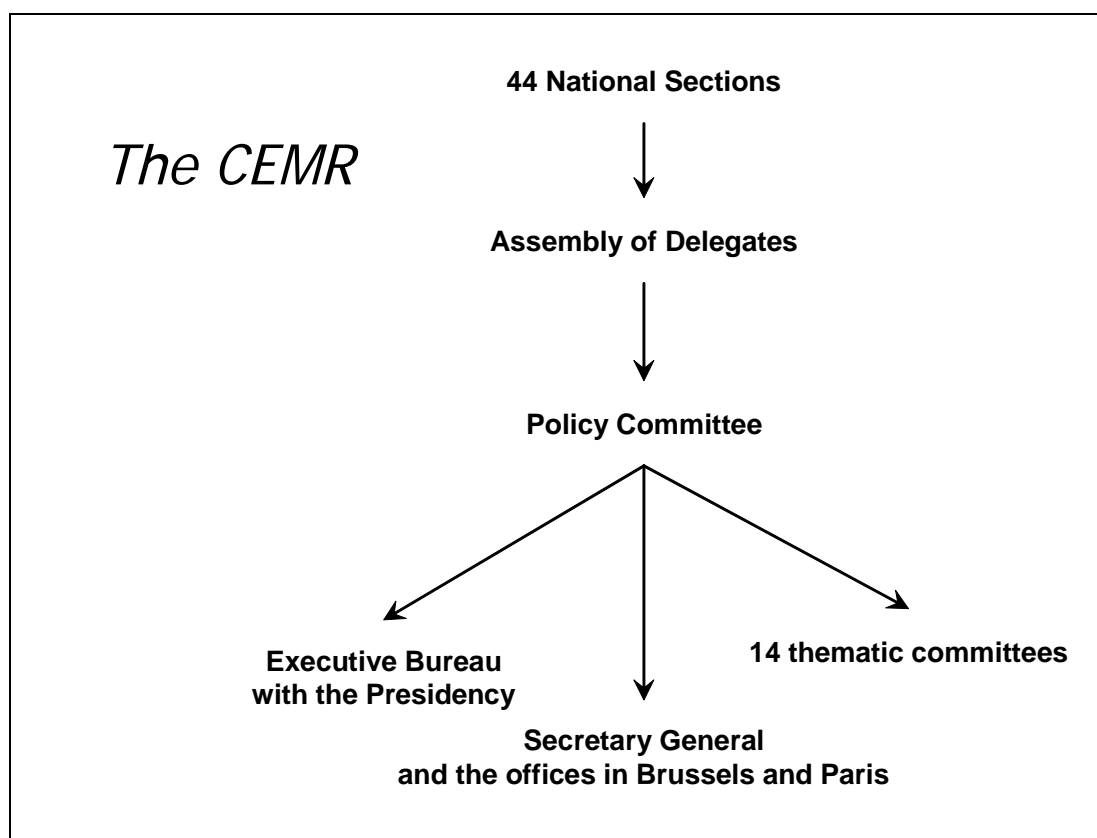 44 National Sections
The CEMR
Assembly of Delegates
Policy Committee
Executive Bureau
with the Presidency
14 thematic committees
Secretary General
and the offices in Brussels and Paris